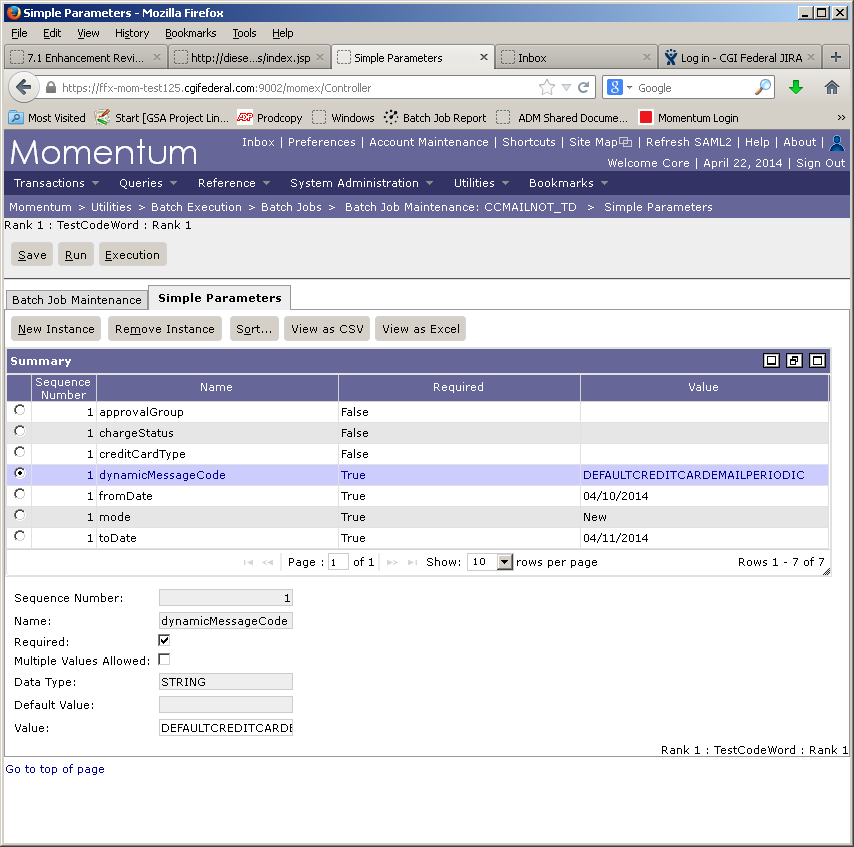 Simple Parameters - Mozilla Firefox
File Edit View History Bookmarks Tools Help
7.1 Enhancement Revi... http://diese...s/index.jsp Simple Parameters Inbox Log in - CGI Federal JIRA
https://ffx-mom-test125.cgifederal.com:9002/momex/Controller Google
Most Visited Start [GSA Project Lin... Prodcopy Windows Batch Job Report ADM Shared Docume... Momentum Login
Momentum
Inbox | Preferences | Account Maintenance | Shortcuts | Site Map | Refresh SAML2 | Help | About |
Welcome Core | April 22, 2014 | Sign Out
Transactions Queries Reference System Administration Utilities Bookmarks
Momentum > Utilities > Batch Execution > Batch Jobs > Batch Job Maintenance: CCMAILNOT_TD > Simple Parameters
Rank 1 : TestCodeWord : Rank 1
Save Run Execution
Batch Job Maintenance Simple Parameters
New Instance Remove Instance Sort... View as CSV View as Excel
Summary
Sequence Number Name Required Value
1 approvalGroup False
1 chargeStatus False
1 creditCardType False
1 dynamicMessageCode True DEFAULTCREDITCARDEMAILPERIODIC
1 fromDate True 04/10/2014
1 mode True New
1 toDate True 04/11/2014
Page : 1 of 1 Show: 10 rows per page Rows 1 - 7 of 7
Sequence Number: 1
Name: dynamicMessageCode
Required:
Multiple Values Allowed:
Data Type: STRING
Default Value:
Value: DEFAULTCREDITCARDE
Rank 1 : TestCodeWord : Rank 1
Go to top of page